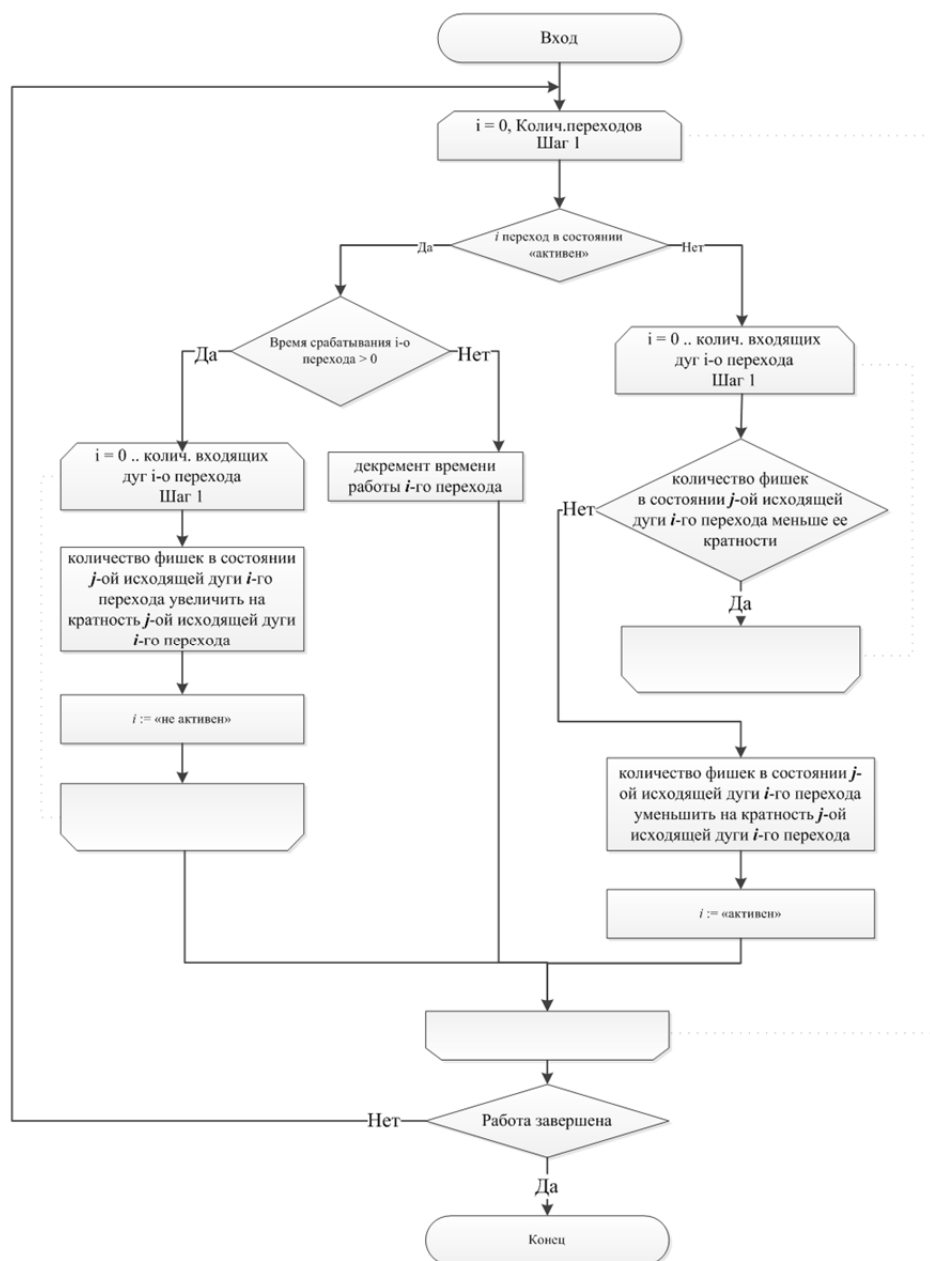 Вход
i = 0, Колич.переходов
Шаг 1
i переход в состоянии
«активен»
Да
Нет
Время срабатывания i-о
перехода > 0
Да
Нет
i = 0 .. колич. входящих
дуг i-о перехода
Шаг 1
i = 0 .. колич. входящих
дуг i-о перехода
Шаг 1
декремент времени
работы i-го перехода
количество фишек
в состоянии j-ой исходящей
дуги i-го перехода меньше ее
кратности
Нет
Да
количество фишек в состоянии
j-ой исходящей дуги i-го
перехода увеличить на
кратность j-ой исходящей дуги
i-го перехода
i := «не активен»
количество фишек в состоянии j-
ой исходящей дуги i-го перехода
уменьшить на кратность j-ой
исходящей дуги i-го перехода
i := «активен»
Работа завершена
Нет
Да
Конец